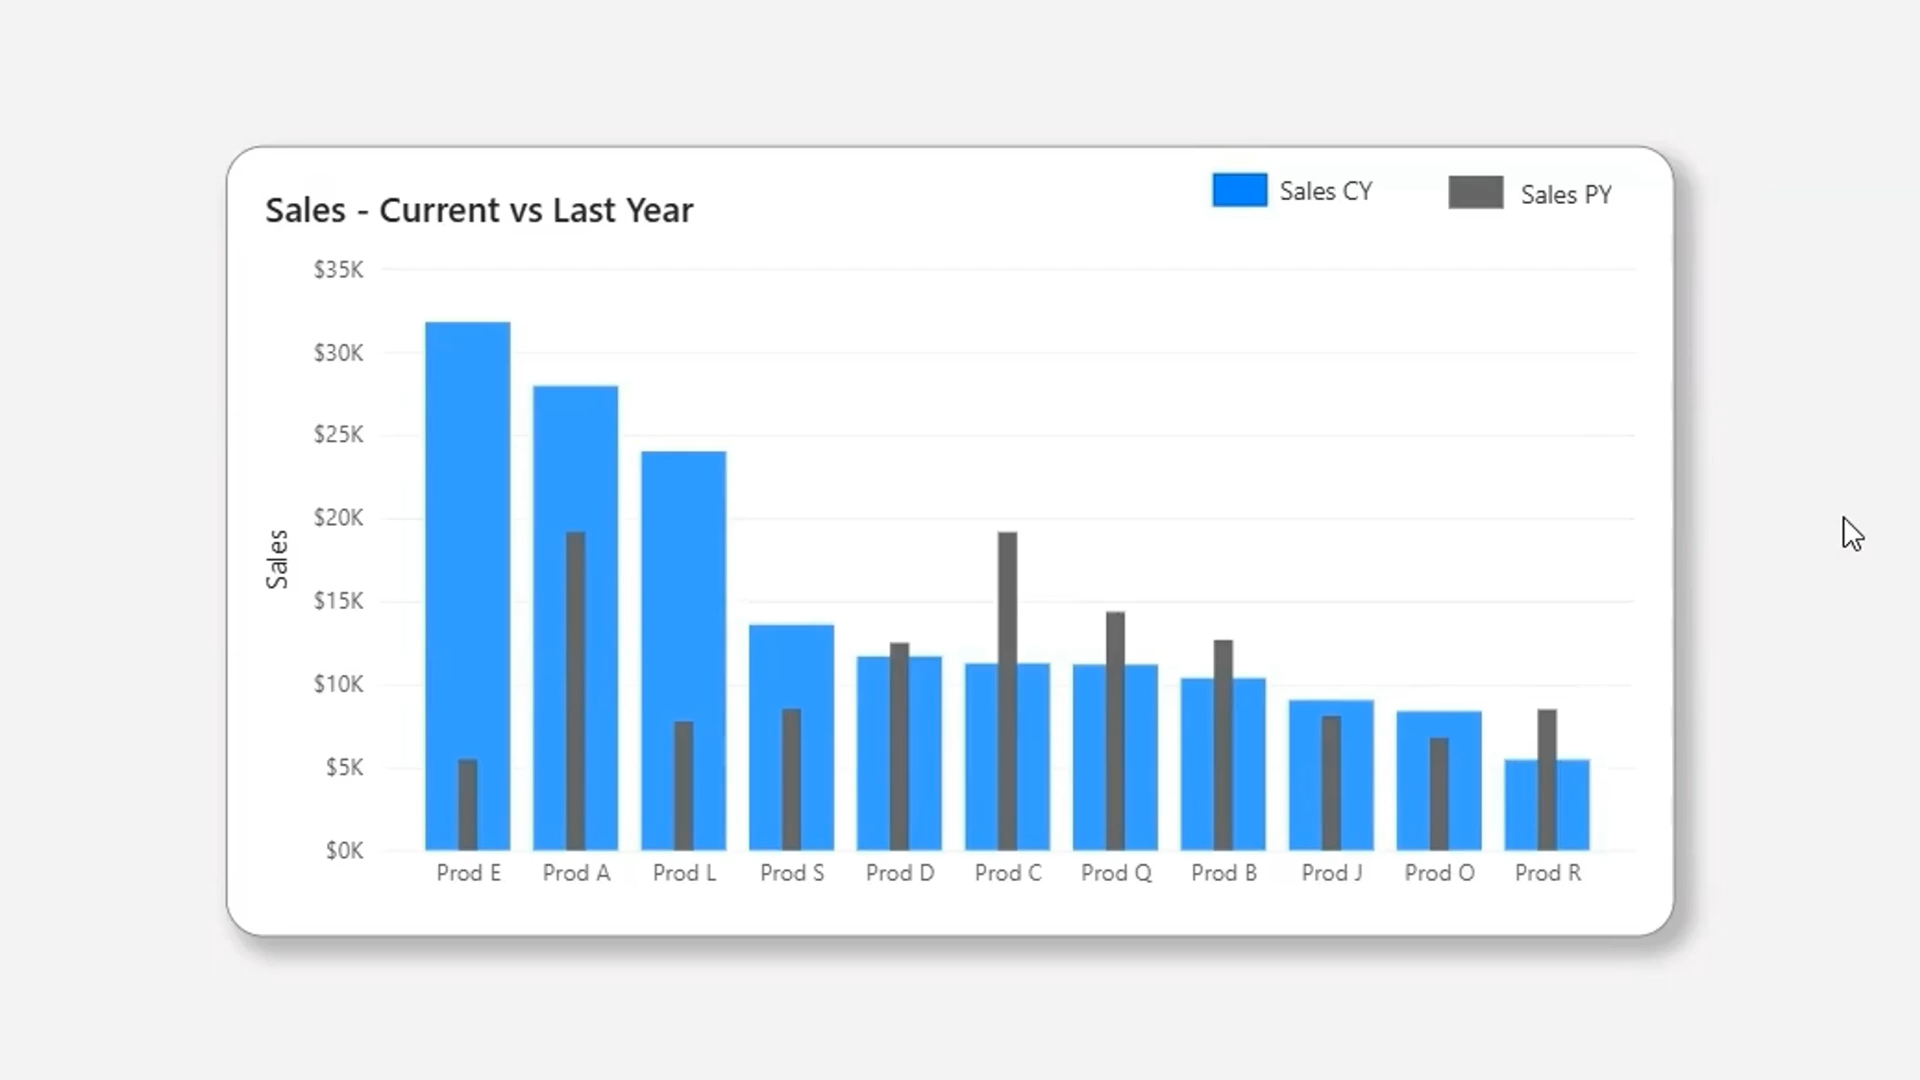 Sales - Current vs Last Year
Sales CY
Sales PY
$35K
$30K
$25K
$20K
$15K
$10K
$5K
$0K
Sales
Prod E Prod A Prod L Prod S Prod D Prod C Prod Q Prod B Prod J Prod O Prod R